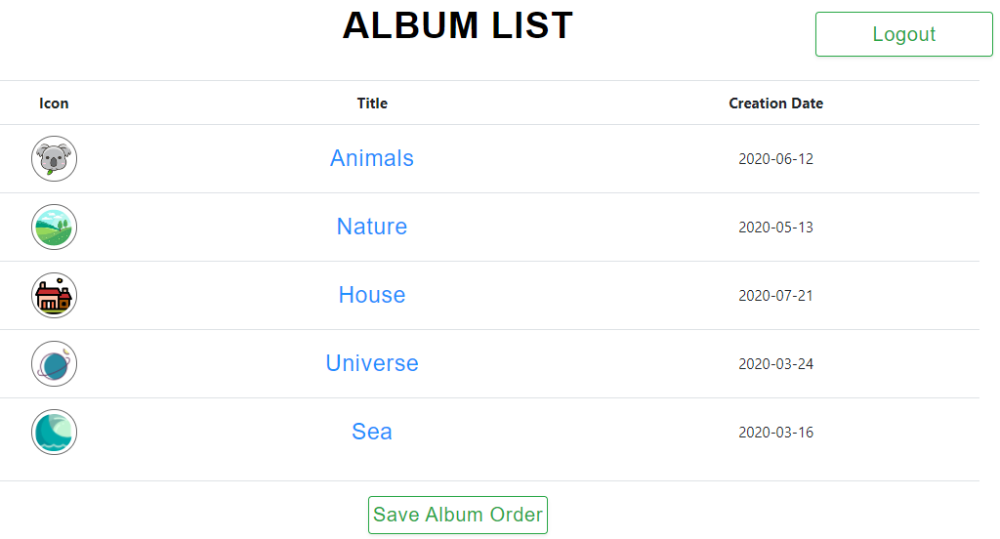 ALBUM LIST
Logout
Icon Title Creation Date
Animals 2020-06-12
Nature 2020-05-13
House 2020-07-21
Universe 2020-03-24
Sea 2020-03-16
Save Album Order